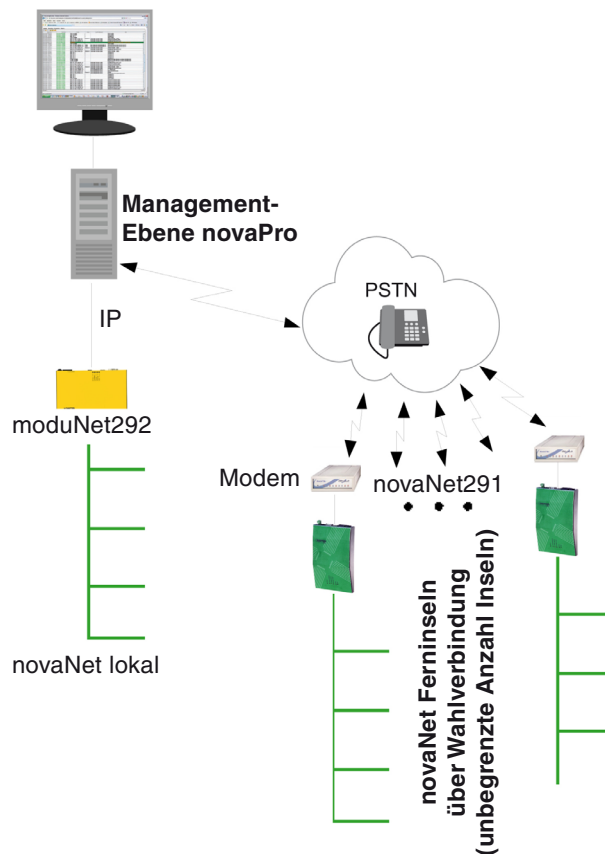 Management-
Ebene novaPro
PSTN
IP
moduNet292
Modem
novaNet291
novaNet lokal
novaNet Ferninseln
über Wahlverbindung
(unbegrenzte Anzahl Inseln)